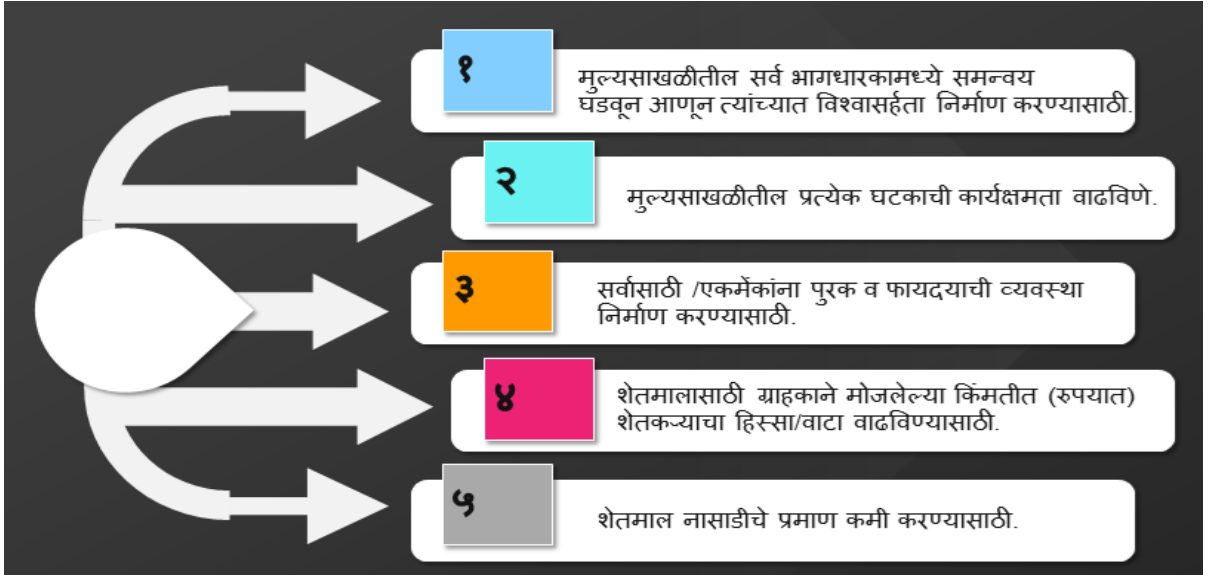 १
मुल्यसाखळीतील सर्व भागधारकामध्ये समन्वय
घडवून आणून त्यांच्यात विश्वासर्हता निर्माण करण्यासाठी.
२
मुल्यसाखळीतील प्रत्येक घटकाची कार्यक्षमता वाढविणे.
३
सर्वासाठी /एकमेंकांना पुरक व फायदयाची व्यवस्था
निर्माण करण्यासाठी.
४
शेतमालासाठी ग्राहकाने मोजलेल्या किंमतीत (रुपयात)
शेतकऱ्याचा हिस्सा/वाटा वाढविण्यासाठी.
५
शेतमाल नासाडीचे प्रमाण कमी करण्यासाठी.